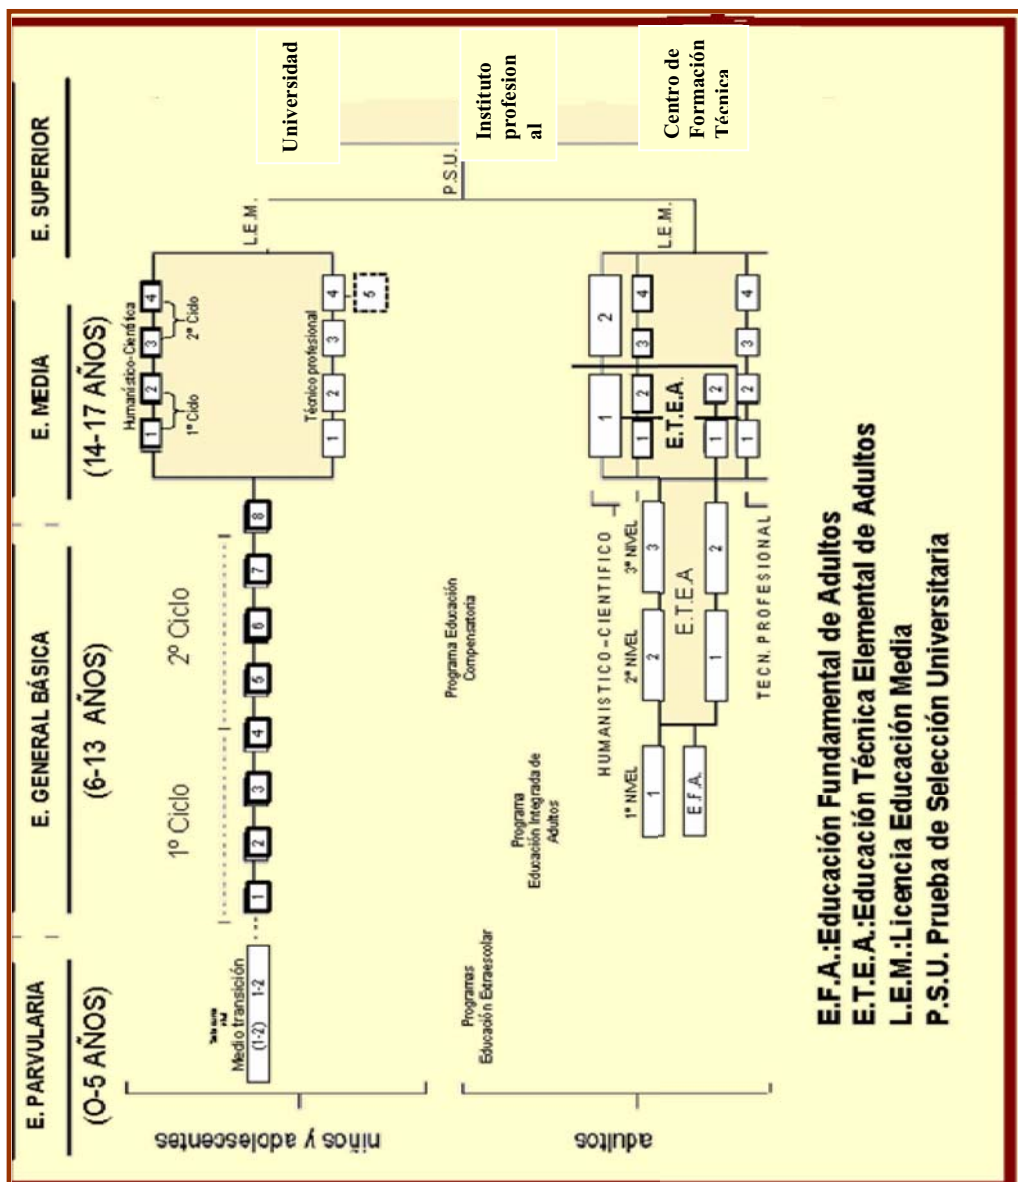 E. PARVULARIA
E. GENERAL BÁSICA
E. MEDIA
E. SUPERIOR
(O-5 AÑOS)
(6-13 AÑOS)
(14-17 AÑOS)
Universidad
Instituto
profesion
al
Centro de
Formación
Técnica
niños y adolescentes
Medio transición
(1-2) 1-2
1º Ciclo
2º Ciclo
1
2
3
4
5
6
7
8
Humanístico-Científica
1
2
3
4
1º Ciclo
2º Ciclo
Técnico profesional
1
2
3
4
5
L.E.M.
P.S.U.
Programas
Educación Extraescolar
Programa
Educación Integrada de
Adultos
Programa Educación
Compensatoria
adultos
HUMANISTICO-CIENTIFICO
1º NIVEL
2º NIVEL
3º NIVEL
1
2
3
E.F.A.
E.T.E.A
1
2
TECN. PROFESIONAL
1
2
1
2
3
4
E.T.E.A.
1
2
1
2
3
4
L.E.M.
E.F.A.:Educación Fundamental de Adultos
E.T.E.A.:Educación Técnica Elemental de Adultos
L.E.M.:Licencia Educación Media
P.S.U. Prueba de Selección Universitaria